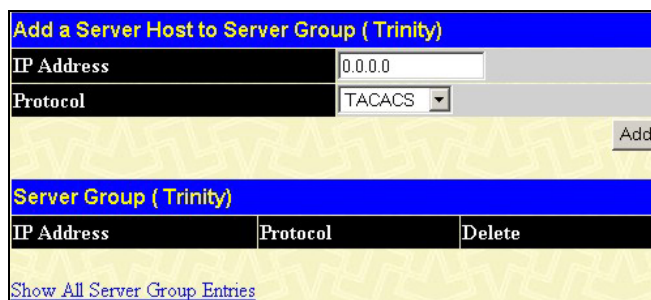 Add a Server Host to Server Group ( Trinity)
IP Address 0.0.0.0
Protocol TACACS
Add
Server Group ( Trinity)
IP Address Protocol Delete
Show All Server Group Entries